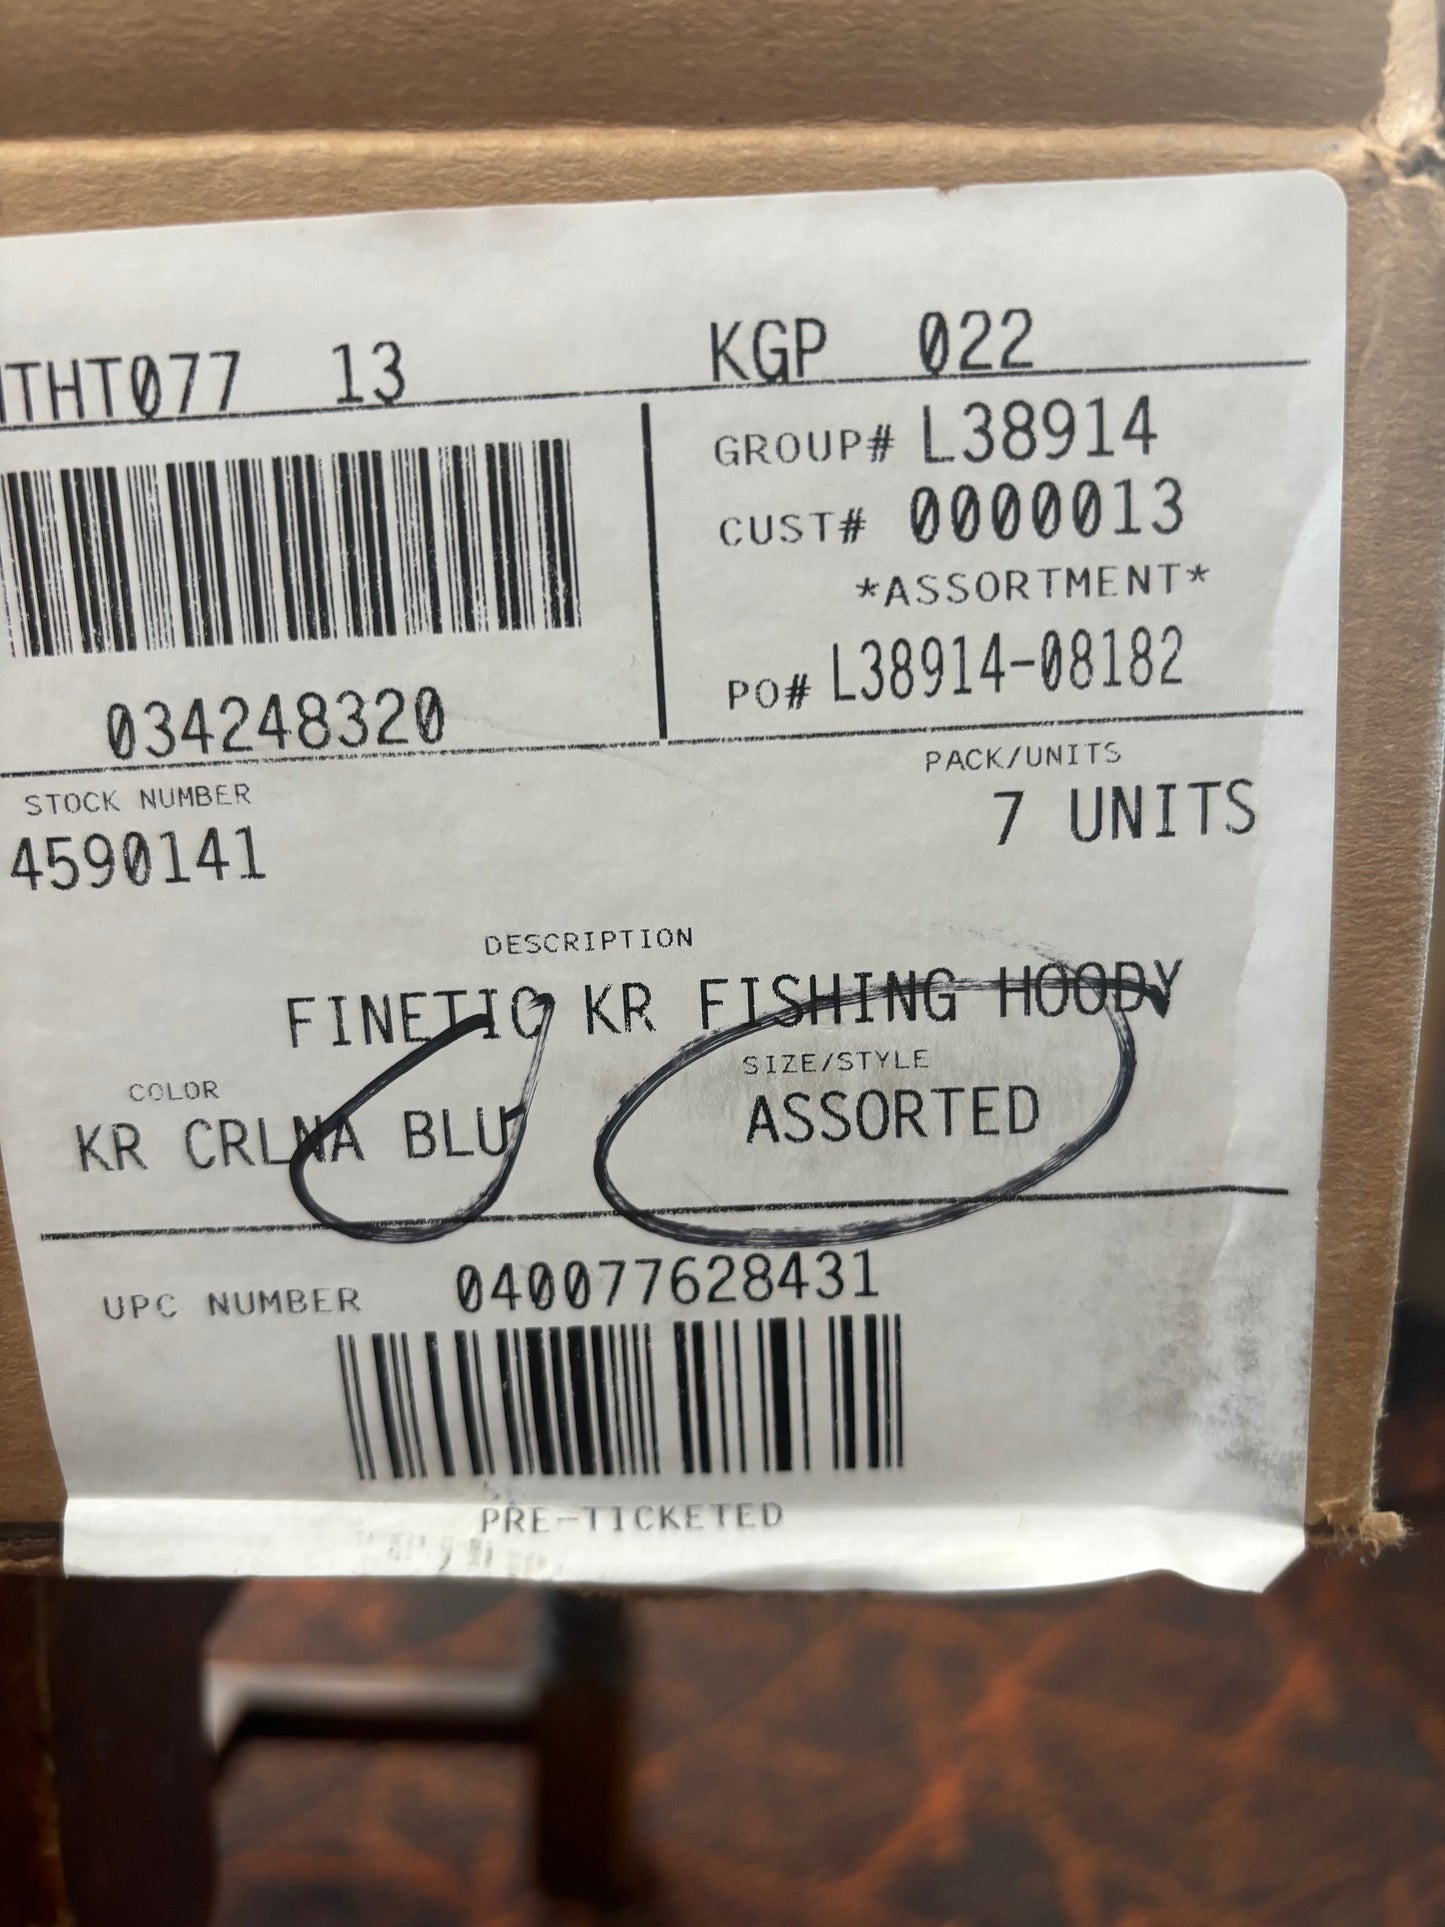 THT077 13 KGP 022
GROUP# L38914
CUST# 0000013
*ASSORTMENT*
PO# L38914-08182
034248320
STOCK NUMBER
4590141
PACK/UNITS
7 UNITS
DESCRIPTION
FINETIC KR FISHING HOODY
COLOR
KR CRLNA BLU
SIZE/STYLE
ASSORTED
UPC NUMBER 040077628431
PRE-TICKETED